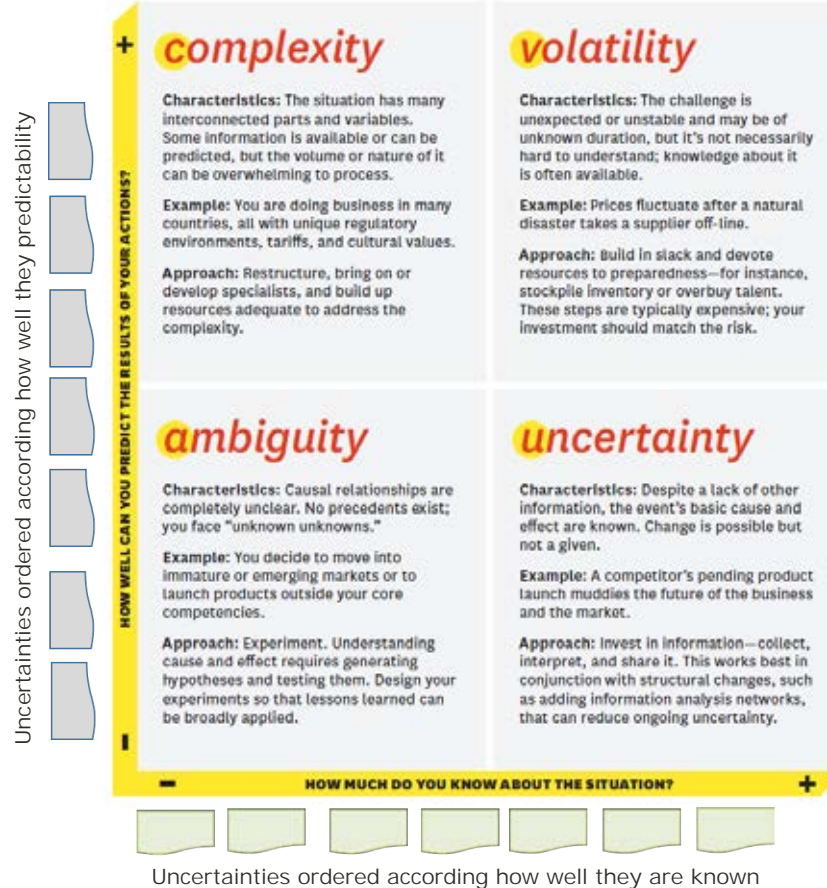 Uncertainties ordered according how well they predictability
HOW WELL CAN YOU PREDICT THE RESULTS OF YOUR ACTIONS?
+
-
complexity
Characteristics: The situation has many
interconnected parts and variables.
Some information is available or can be
predicted, but the volume or nature of it
can be overwhelming to process.
Example: You are doing business in many
countries, all with unique regulatory
environments, tariffs, and cultural values.
Approach: Restructure, bring on or
develop specialists, and build up
resources adequate to address the
complexity.
volatility
Characteristics: The challenge is
unexpected or unstable and may be of
unknown duration, but it's not necessarily
hard to understand; knowledge about it
is often available.
Example: Prices fluctuate after a natural
disaster takes a supplier off-line.
Approach: Build in slack and devote
resources to preparedness—for instance,
stockpile inventory or overbuy talent.
These steps are typically expensive; your
investment should match the risk.
ambiguity
Characteristics: Causal relationships are
completely unclear. No precedents exist;
you face "unknown unknowns."
Example: You decide to move into
immature or emerging markets or to
launch products outside your core
competencies.
Approach: Experiment. Understanding
cause and effect requires generating
hypotheses and testing them. Design your
experiments so that lessons learned can
be broadly applied.
uncertainty
Characteristics: Despite a lack of other
information, the event's basic cause and
effect are known. Change is possible but
not a given.
Example: A competitor's pending product
launch muddies the future of the business
and the market.
Approach: Invest in information—collect,
interpret, and share it. This works best in
conjunction with structural changes, such
as adding information analysis networks,
that can reduce ongoing uncertainty.
- HOW MUCH DO YOU KNOW ABOUT THE SITUATION? +
Uncertainties ordered according how well they are known